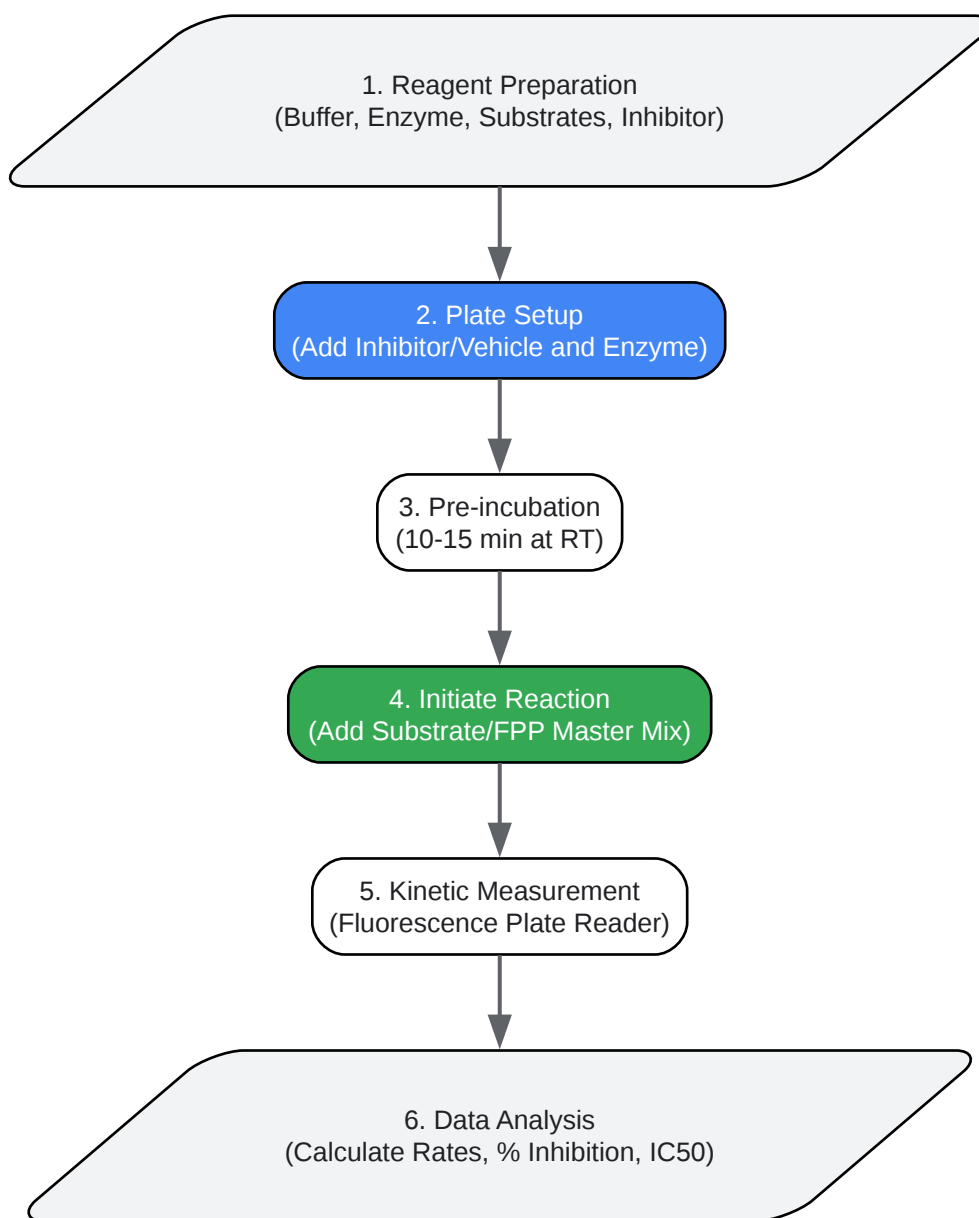 1. Reagent Preparation
(Buffer, Enzyme, Substrates, Inhibitor)
2. Plate Setup
(Add Inhibitor/Vehicle and Enzyme)
3. Pre-incubation
(10-15 min at RT)
4. Initiate Reaction
(Add Substrate/FPP Master Mix)
5. Kinetic Measurement
(Fluorescence Plate Reader)
6. Data Analysis
(Calculate Rates, % Inhibition, IC50)